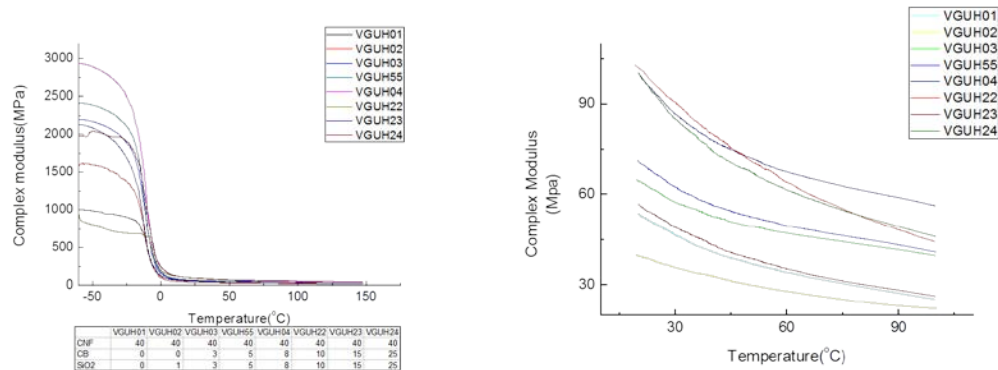 VGUH01
VGUH02
VGUH03
VGUH55
VGUH04
VGUH22
VGUH23
VGUH24
Complex modulus(MPa)
3000
2500
2000
1500
1000
500
0
-50 0 50 100 150
Temperature(°C)
VGUH01 VGUH02 VGUH03 VGUH55 VGUH04 VGUH22 VGUH23 VGUH24
CNF 40 40 40 40 40 40 40 40
CB 0 0 3 5 8 10 15 25
SiO2 0 1 3 5 8 10 15 25
VGUH01
VGUH02
VGUH03
VGUH55
VGUH04
VGUH22
VGUH23
VGUH24
Complex Modulus
(Mpa)
90
60
30
30 60 90
Temperature(°C)